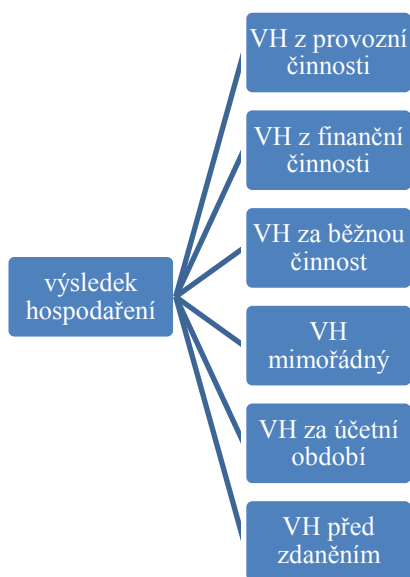 VH z provozní
činnosti
VH z finanční
činnosti
VH za běžnou
činnost
výsledek
hospodaření
VH
mimořádný
VH za účetní
období
VH před
zdaněním